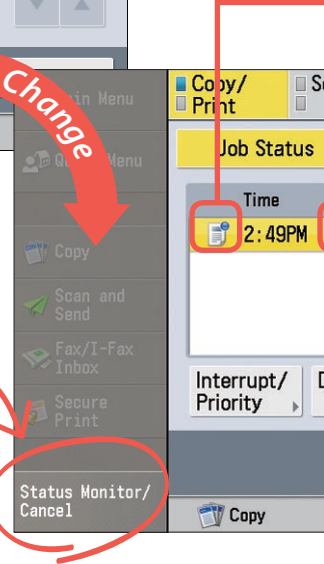 Change
Main Menu
Quick Menu
Copy
Scan and
Send
Fax/I-Fax
Inbox
Secure
Print
Status Monitor/
Cancel
Copy/
Print
Job Status
Time
2:49PM
Interrupt/
Priority
Copy